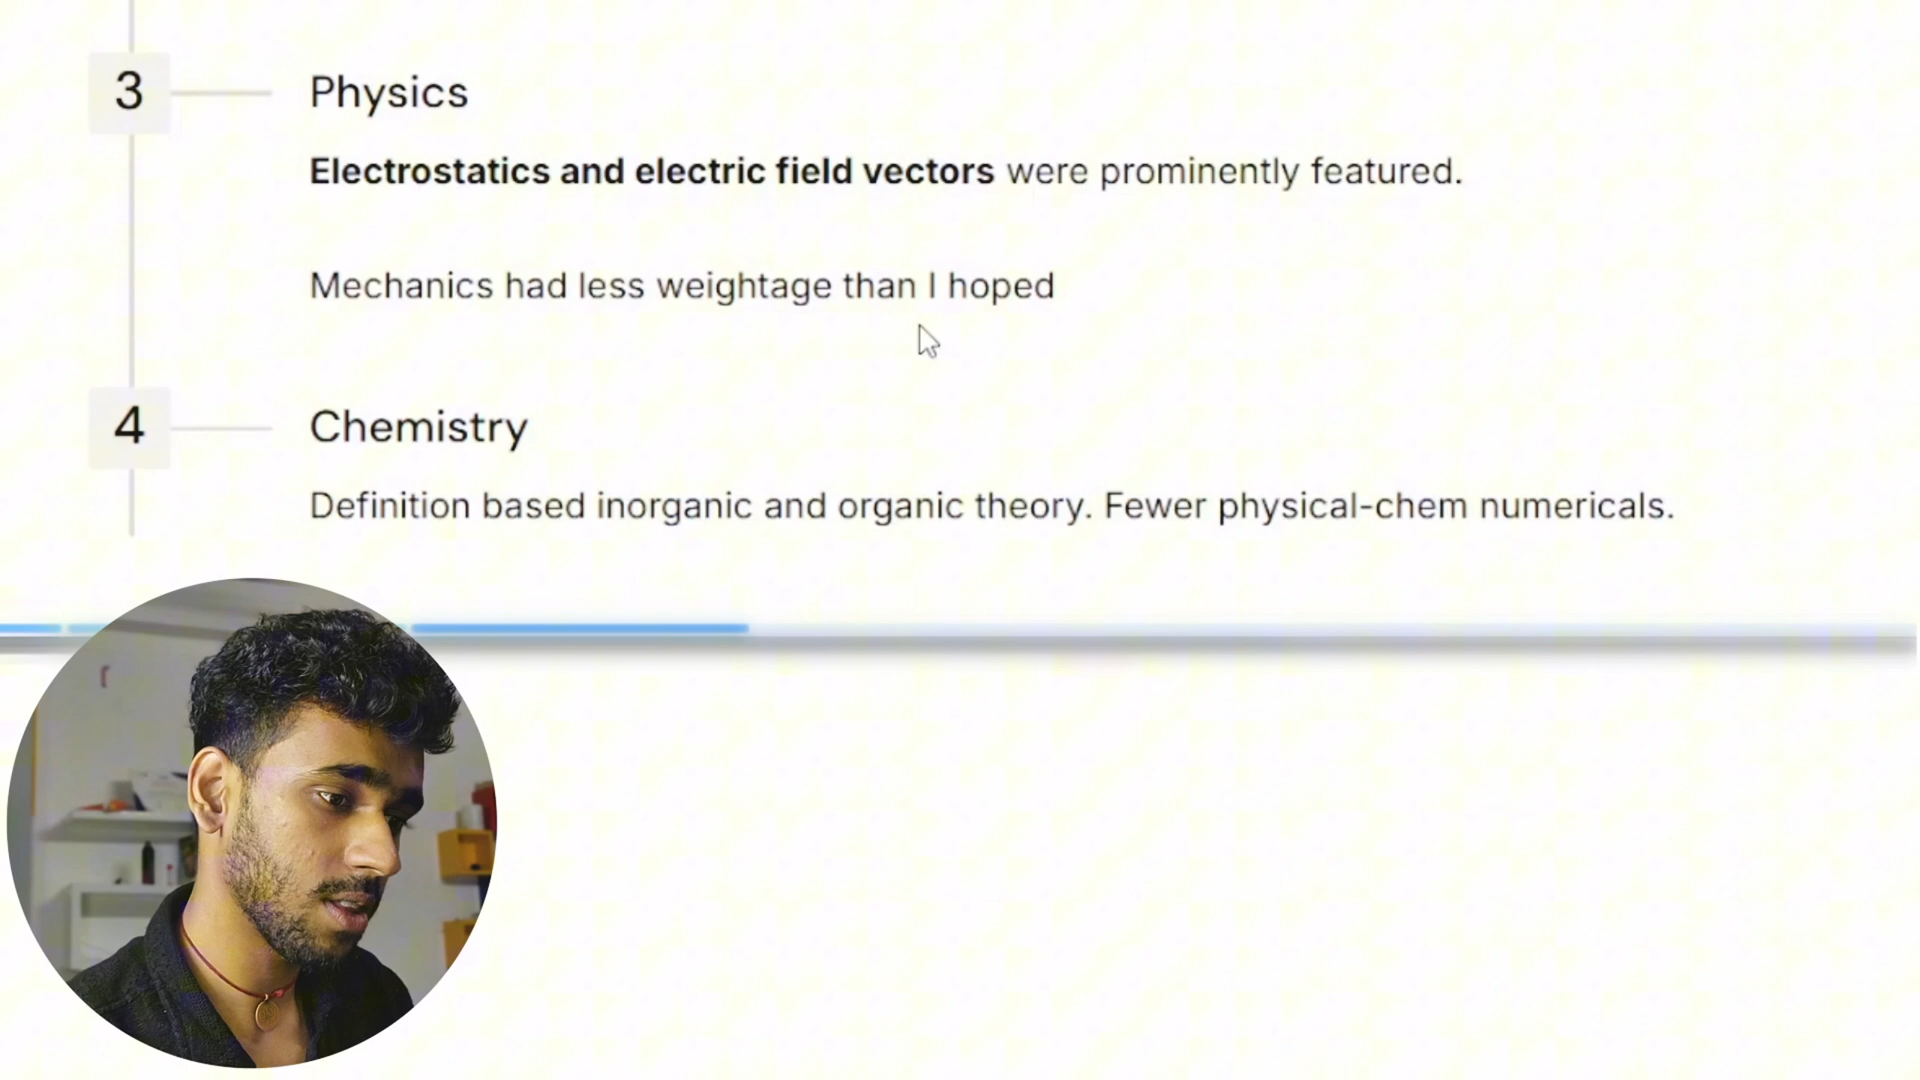 3
Physics
Electrostatics and electric field vectors were prominently featured.
Mechanics had less weightage than I hoped
4
Chemistry
Definition based inorganic and organic theory. Fewer physical-chem numericals.